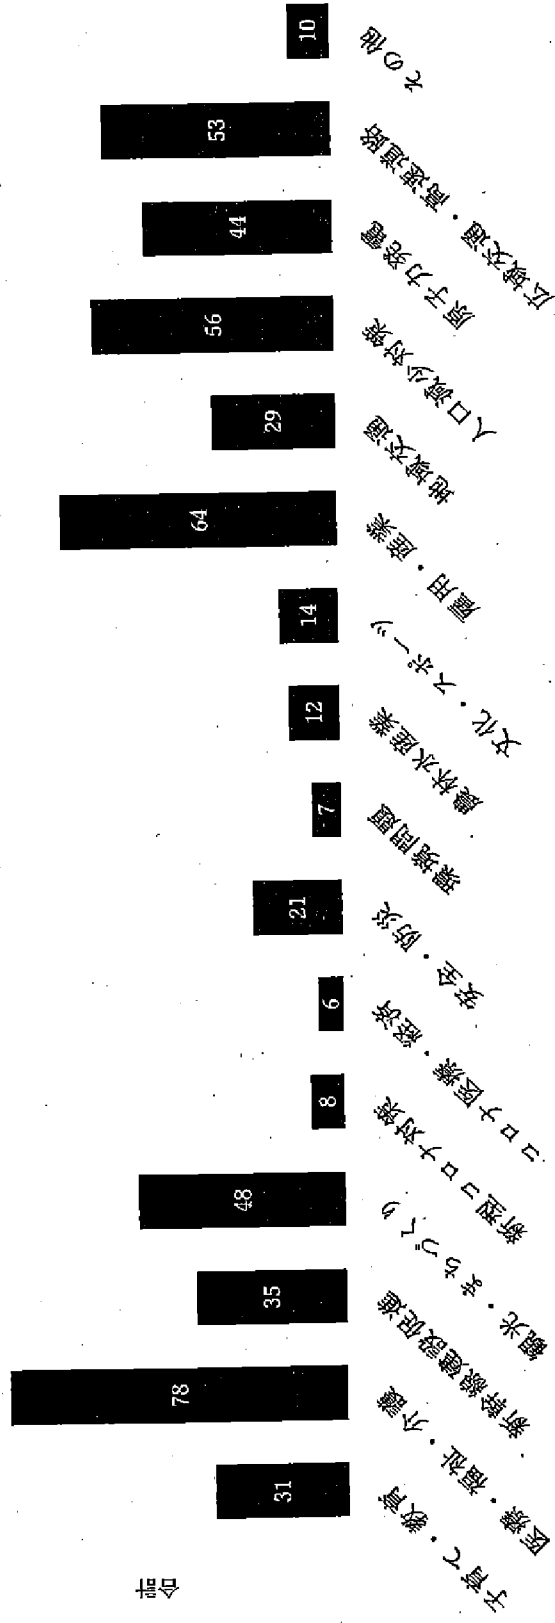 合計
31
78
35
48
8
6
21
7
12
14
64
29
56
44
53
10
子育て・教育
医療・福祉・介護
新幹線建設促進
観光・まちづくり
新型コロナ対策
コロナ医療・経済
安全・防災
環境問題
農林水産業
文化・スポーツ
雇用・産業
地域交通
人口減少対策
原子力発電
広域交通・高速道路
その他